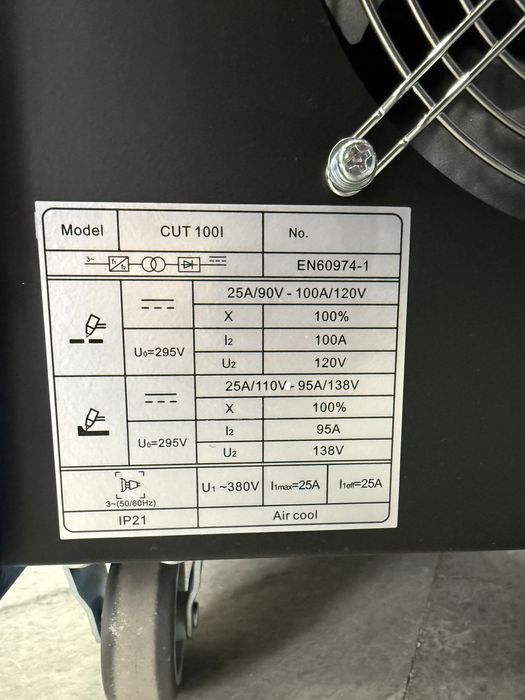 Model CUT 100I No.
3~ f₁ f₂ EN60974-1
25A/90V - 100A/120V
X 100%
U₀=295V I₂ 100A
U₂ 120V
25A/110V - 95A/138V
X 100%
U₀=295V I₂ 95A
U₂ 138V
3~(50/60Hz) U₁ ~380V I₁max=25A I₁eff=25A
IP21 Air cool